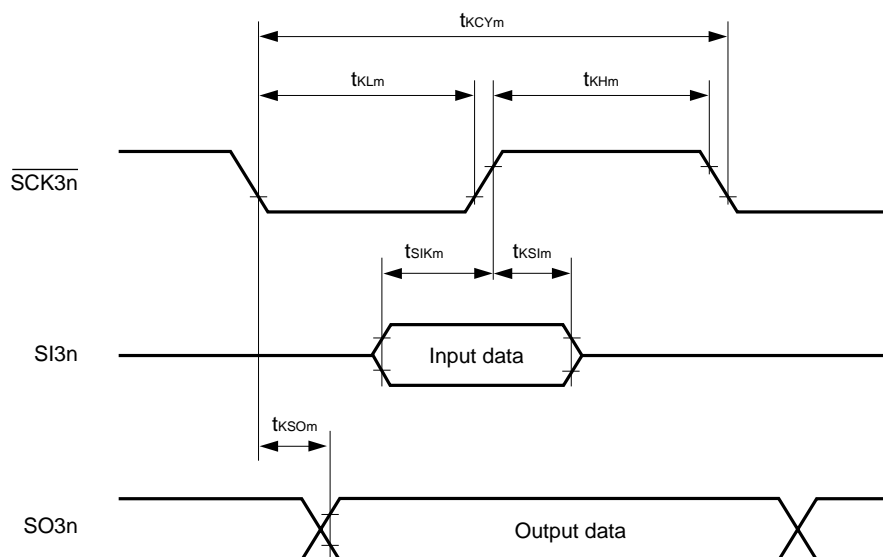 tKCYm
tKLm
tKHm
SCK3n
tSIKm
tKSIm
SI3n
Input data
tKSOm
SO3n
Output data